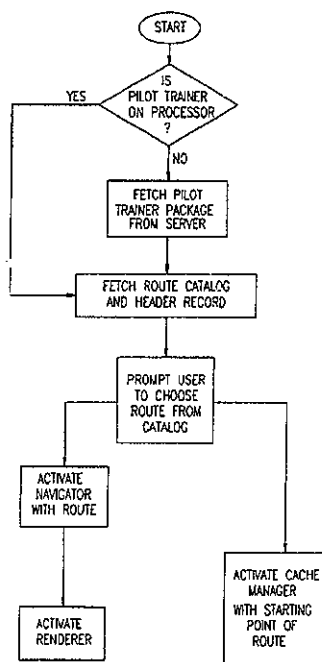 START
IS
PILOT TRAINER
ON PROCESSOR
?
YES
NO
FETCH PILOT
TRAINER PACKAGE
FROM SERVER
FETCH ROUTE CATALOG
AND HEADER RECORD
PROMPT USER
TO CHOOSE
ROUTE FROM
CATALOG
ACTIVATE
NAVIGATOR
WITH ROUTE
ACTIVATE
RENDERER
ACTIVATE CACHE
MANAGER
WITH STARTING
POINT OF
ROUTE